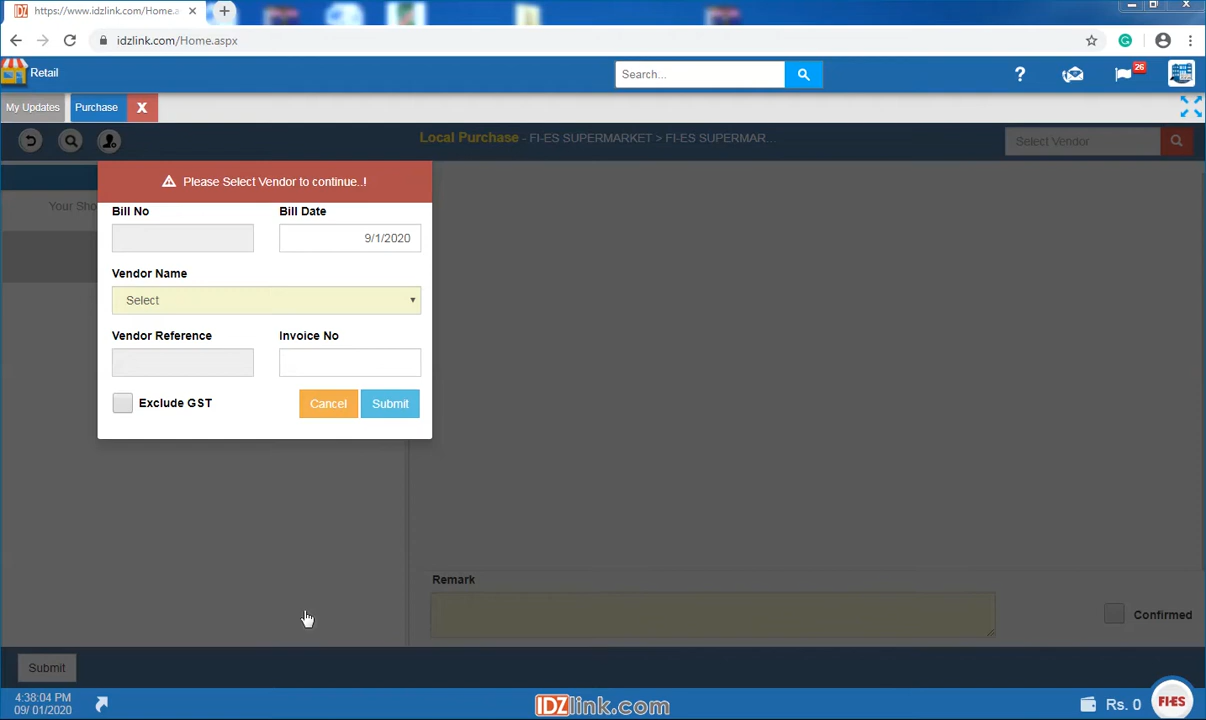 https://www.idzlink.com/Home.a
idzlink.com/Home.aspx
Retail
Search...
26
My Updates
Purchase
X
Local Purchase - FI-ES SUPERMARKET > FI-ES SUPERMAR...
Select Vendor
Please Select Vendor to continue..!
Your Sho
Bill No
Bill Date
9/1/2020
Vendor Name
Select
Vendor Reference
Invoice No
Exclude GST
Cancel
Submit
Remark
Confirmed
Submit
4:38:04 PM
09/ 01/2020
IDZlink.com
Rs. 0
FI-ES